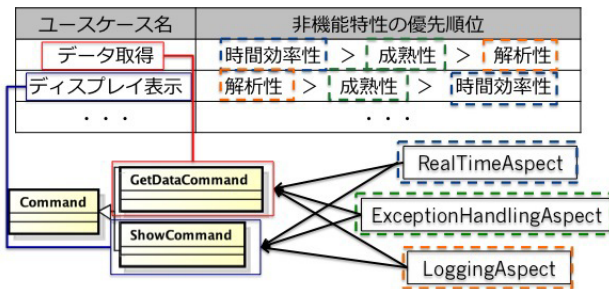 ユースケース名 非機能特性の優先順位
データ取得 時間効率性 > 成熟性 > 解析性
ディスプレイ表示 解析性 > 成熟性 > 時間効率性
・・・ ・・・
RealTimeAspect
GetDataCommand
Command
ExceptionHandlingAspect
ShowCommand
LoggingAspect